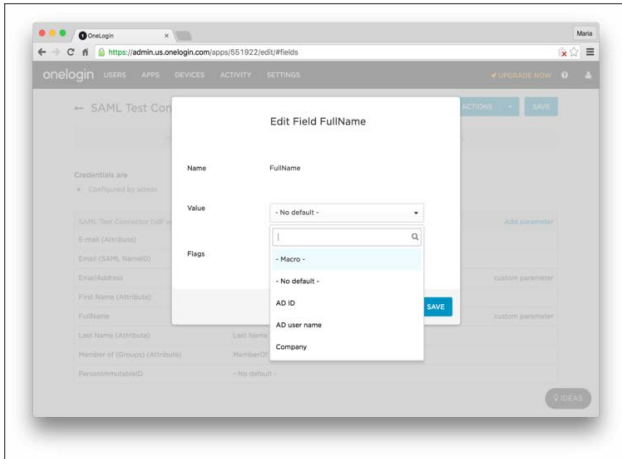 OneLogin
Maria
https://admin.us.onelogin.com/apps/551922/edit/#fields
onelogin USERS APPS DEVICES ACTIVITY SETTINGS UPGRADE NOW
← SAML Test Con
ACTIONS SAVE
Edit Field FullName
Credentials are
Configured by admin
Name FullName
Value - No default -
SAML Test Connector
Add parameter
E-mail (Attribute)
Email (SAML NameID)
Flags
- Macro -
EmailAddress
custom parameter
- No default -
First Name (Attribute)
AD ID
SAVE
FullName
custom parameter
AD user name
Last Name (Attribute) Last Name
Company
Member of (Groups) (Attribute) MemberOf
PersonImmutableID - No default -
IDEAS